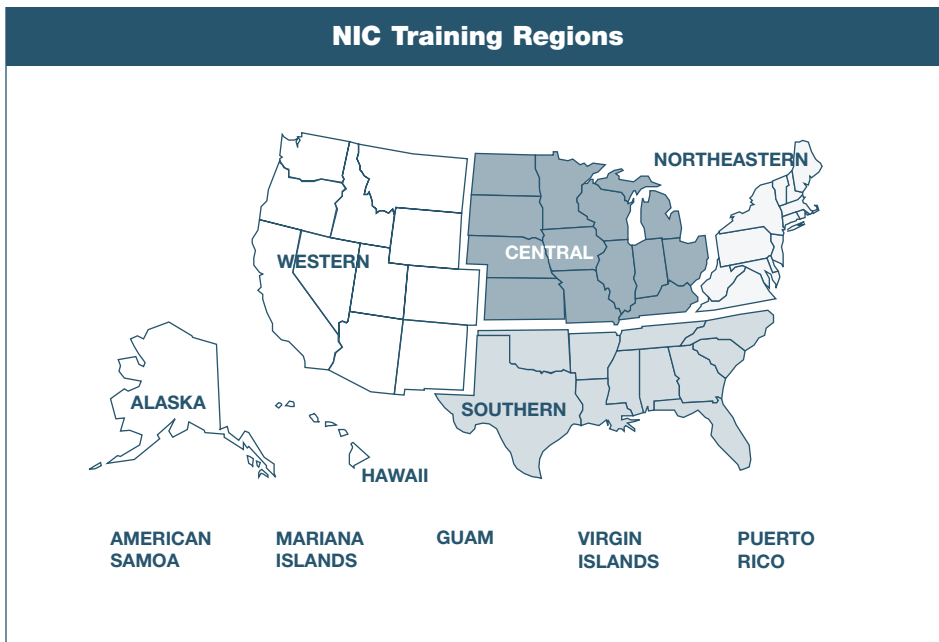 NIC Training Regions
NORTHEASTERN
CENTRAL
WESTERN
ALASKA
SOUTHERN
HAWAII
AMERICAN
SAMOA
MARIANA
ISLANDS
GUAM
VIRGIN
ISLANDS
PUERTO
RICO